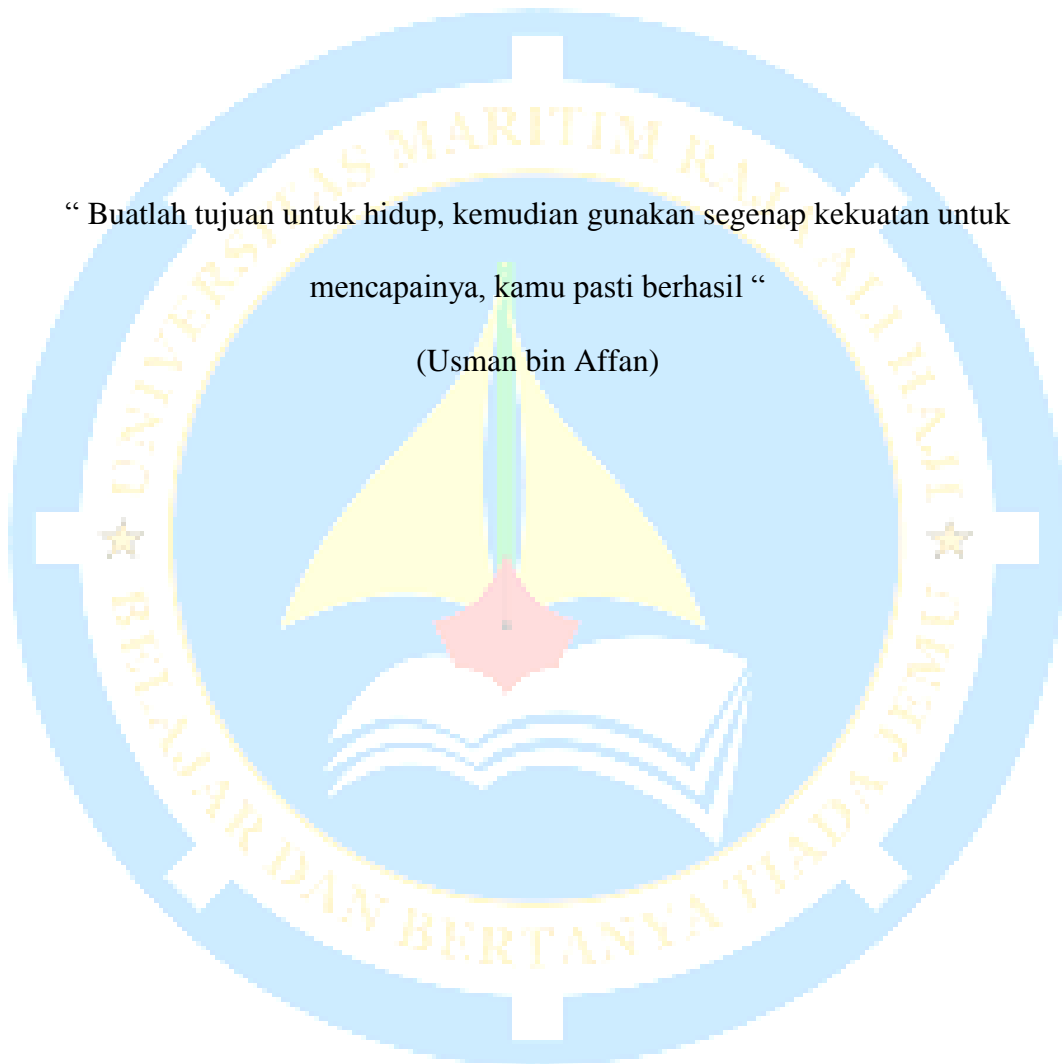 “ Buatlah tujuan untuk hidup, kemudian gunakan segenap kekuatan untuk
mencapainya, kamu pasti berhasil “
(Usman bin Affan)
UNIVERSITAS MARITIM RAJA ALI HAJI
BELAJAR DAN BERTANYA TIADA JEMU